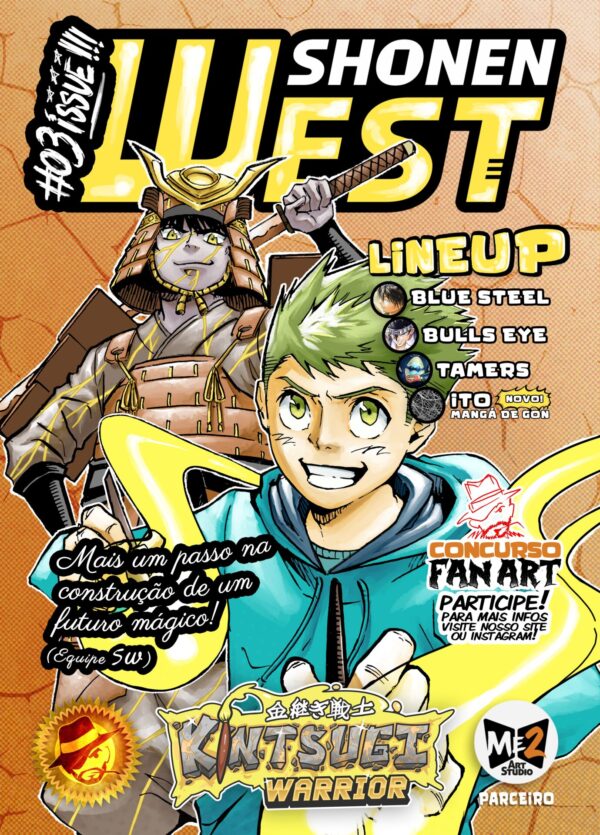 #03 ISSUE!!!
SHONEN
WEST
LiNEUP
BLUE STEEL
BULLS EYE
TAMERS
iTO NOVO!
MANGÁ DE GON
Mais um passo na
construção de um
futuro mágico!
(Equipe SW)
CONCURSO
FAN ART
PARTICIPE!
PARA MAIS INFOS
VISITE NOSSO SITE
OU INSTAGRAM!
金継ぎ戦士
KiNTSUGI
WARRIOR
ME2
ART
STUDIO
PARCEiRO